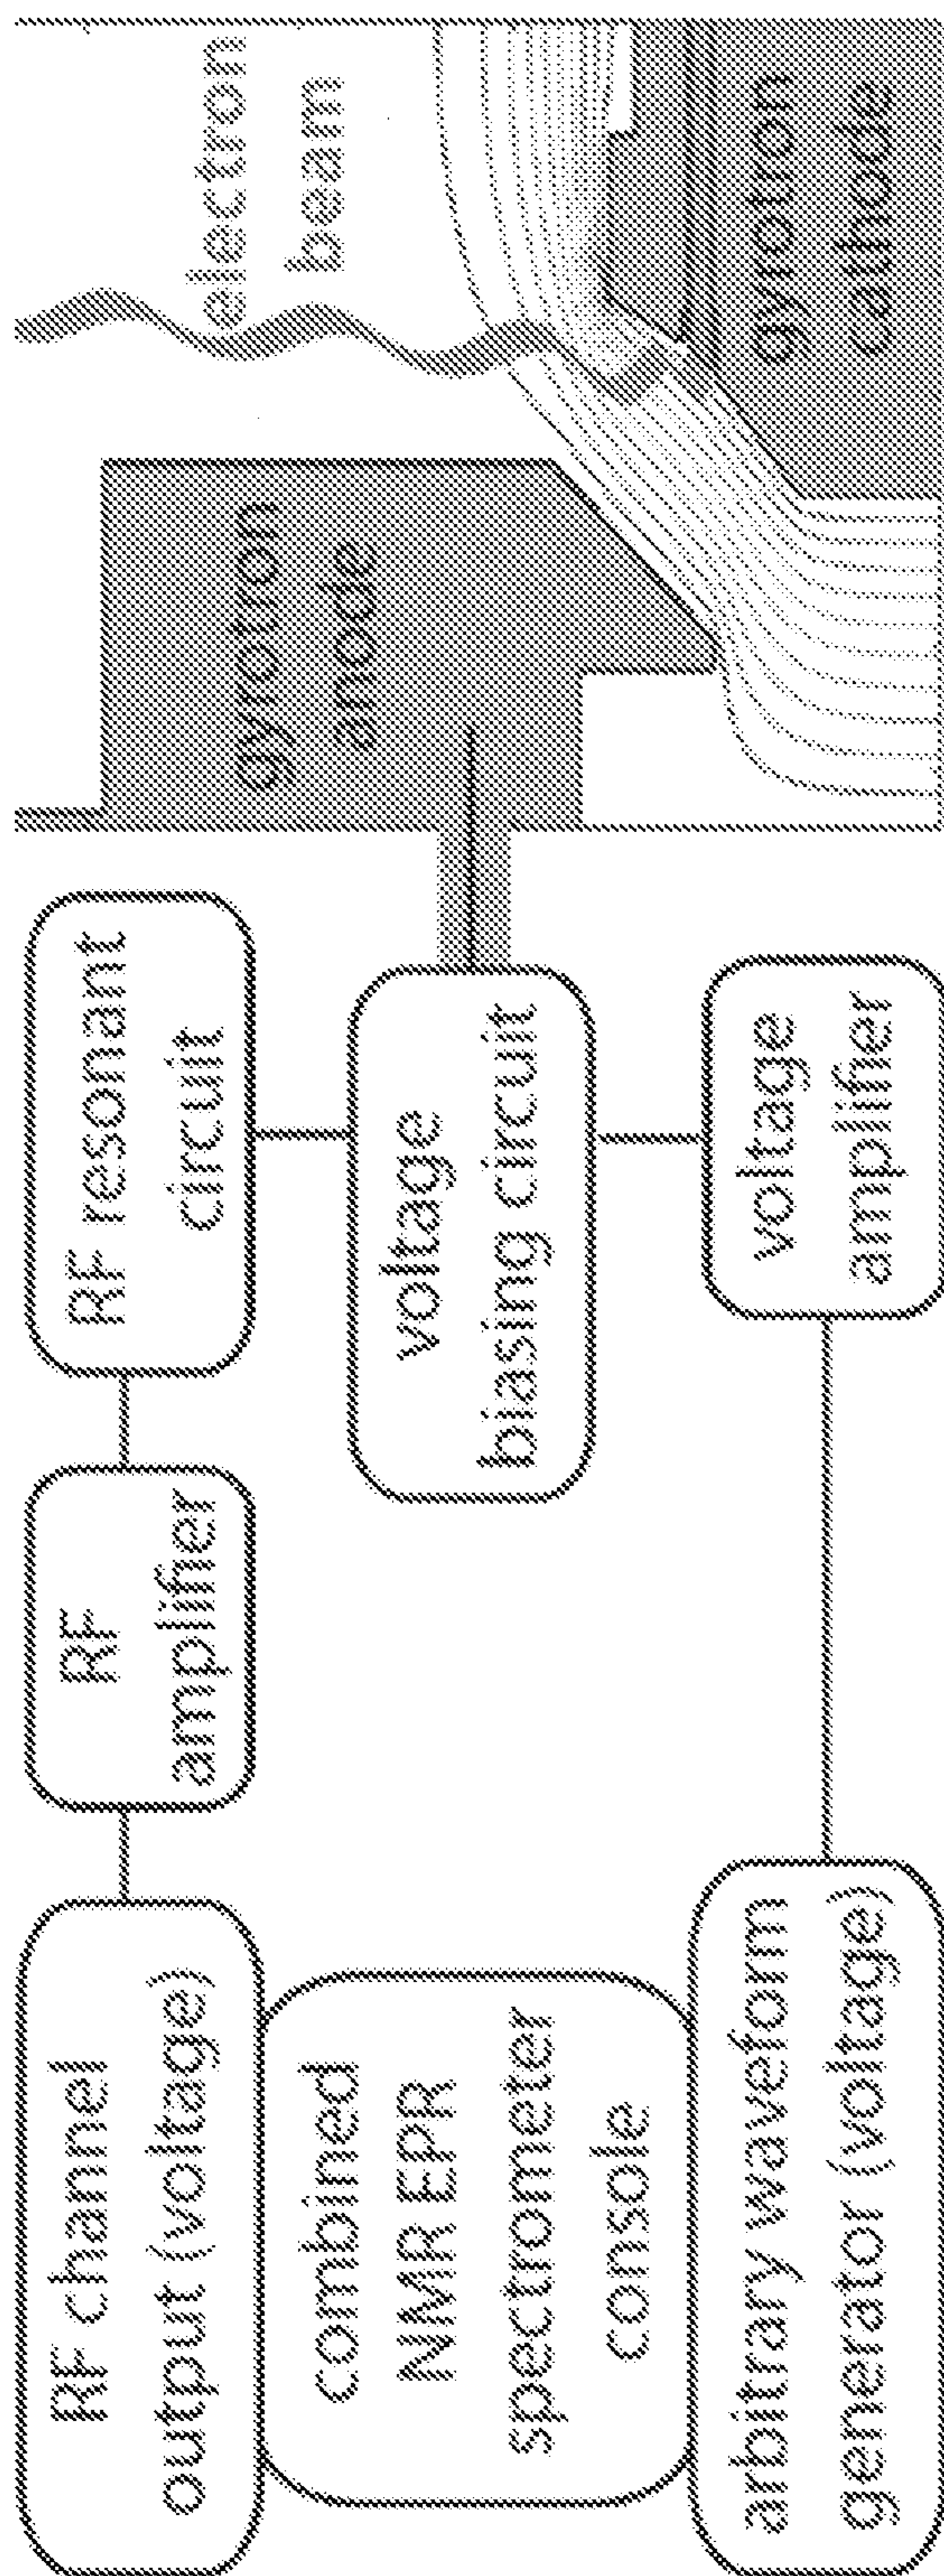 RF channel
output (voltage)
combined
NMR EPR
spectrometer
console
arbitrary waveform
generator (voltage)
RF
amplifier
RF resonant
circuit
voltage
biasing circuit
voltage
amplifier
gyrotron
anode
electron
beam
gyrotron
cathode